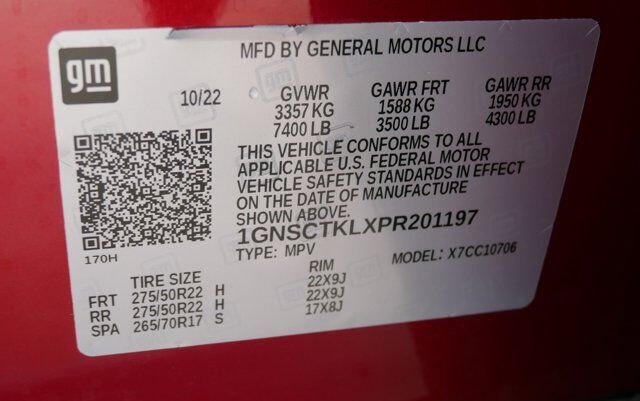 gm
MFD BY GENERAL MOTORS LLC
10/22 GVWR GAWR FRT GAWR RR
3357 KG 1588 KG 1950 KG
7400 LB 3500 LB 4300 LB
THIS VEHICLE CONFORMS TO ALL
APPLICABLE U.S. FEDERAL MOTOR
VEHICLE SAFETY STANDARDS IN EFFECT
ON THE DATE OF MANUFACTURE
SHOWN ABOVE.
1GNSCTKLXPR201197
170H
TYPE: MPV MODEL: X7CC10706
TIRE SIZE RIM
FRT 275/50R22 H 22X9J
RR 275/50R22 H 22X9J
SPA 265/70R17 S 17X8J